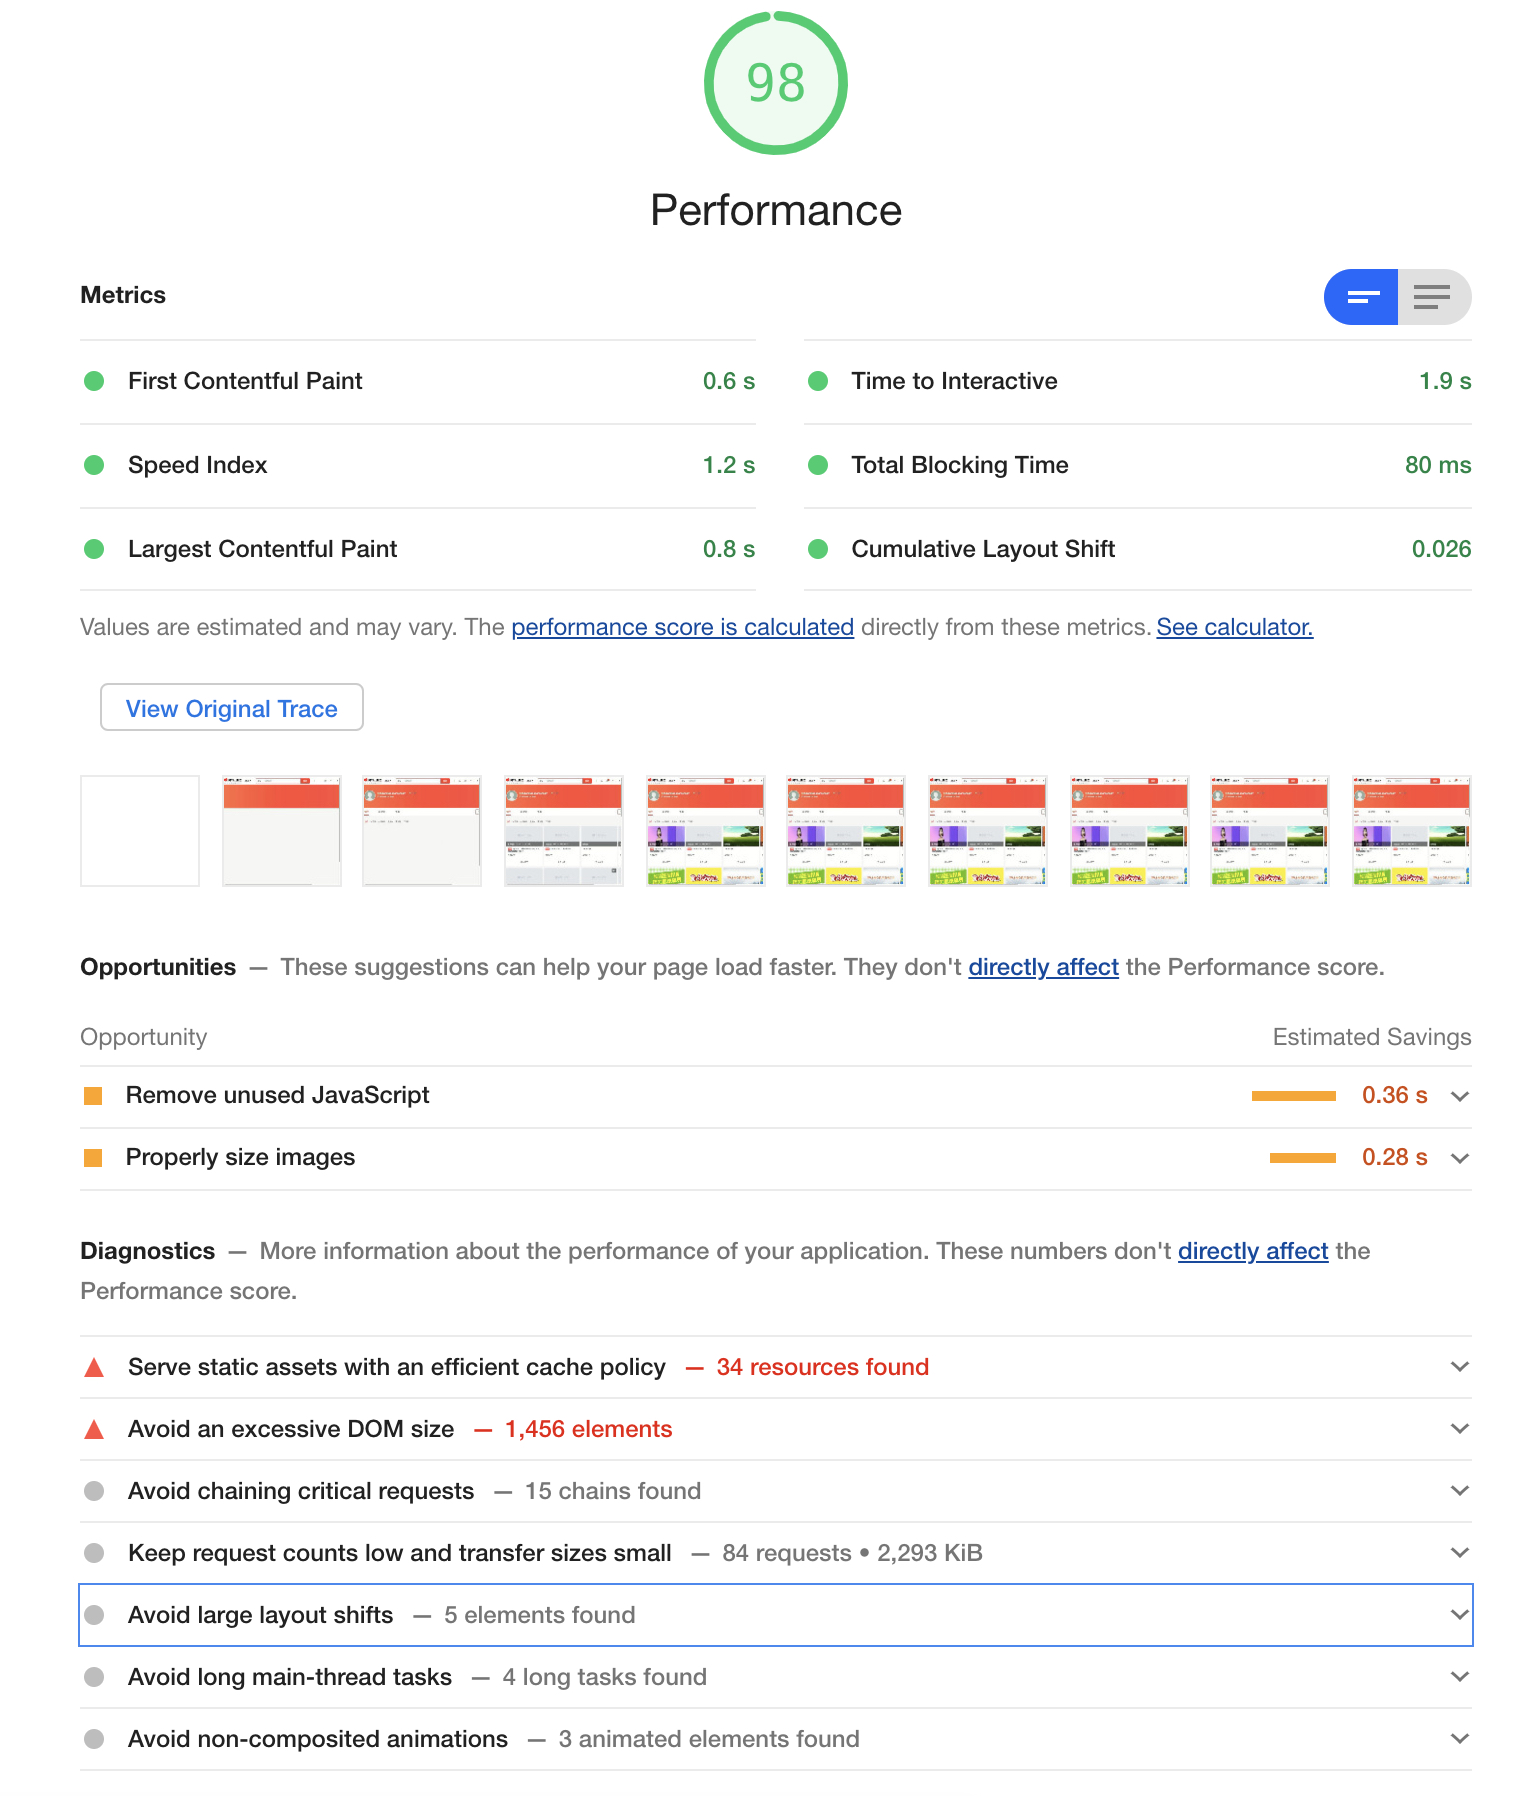 98
Performance
Metrics
First Contentful Paint 0.6 s
Time to Interactive 1.9 s
Speed Index 1.2 s
Total Blocking Time 80 ms
Largest Contentful Paint 0.8 s
Cumulative Layout Shift 0.026
Values are estimated and may vary. The performance score is calculated directly from these metrics. See calculator.
View Original Trace
Opportunities — These suggestions can help your page load faster. They don't directly affect the Performance score.
Opportunity Estimated Savings
Remove unused JavaScript 0.36 s
Properly size images 0.28 s
Diagnostics — More information about the performance of your application. These numbers don't directly affect the
Performance score.
Serve static assets with an efficient cache policy — 34 resources found
Avoid an excessive DOM size — 1,456 elements
Avoid chaining critical requests — 15 chains found
Keep request counts low and transfer sizes small — 84 requests • 2,293 KiB
Avoid large layout shifts — 5 elements found
Avoid long main-thread tasks — 4 long tasks found
Avoid non-composited animations — 3 animated elements found